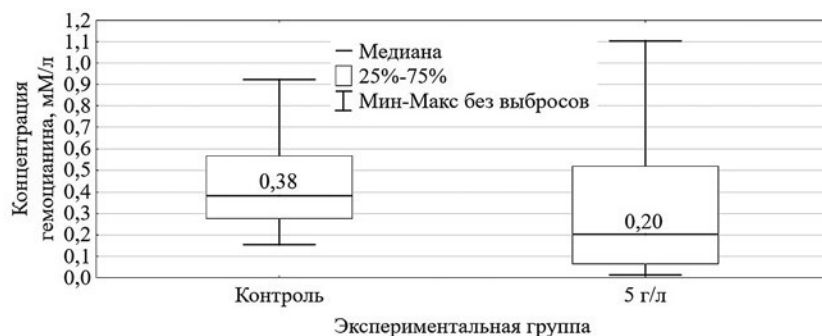 Концентрация
гемоцианина, мМ/л
1,2
1,1
1,0
0,9
0,8
0,7
0,6
0,5
0,4
0,3
0,2
0,1
0,0
Медиана
25%-75%
Мин-Макс без выбросов
0,38
0,20
Контроль
5 г/л
Экспериментальная группа